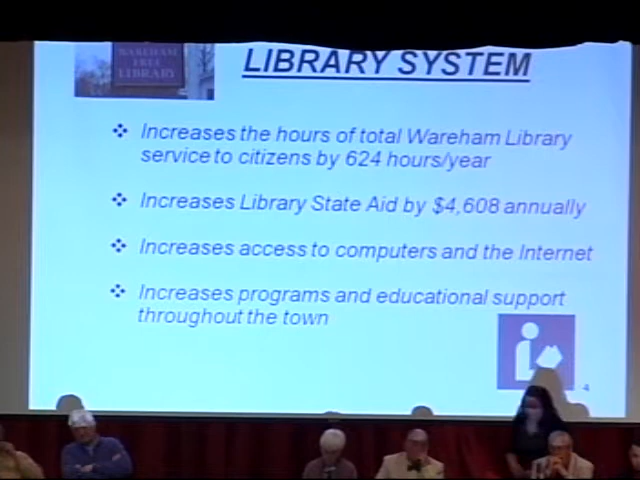 WAREHAM
FREE
LIBRARY
LIBRARY SYSTEM
Increases the hours of total Wareham Library
service to citizens by 624 hours/year
Increases Library State Aid by $4,608 annually
Increases access to computers and the Internet
Increases programs and educational support
throughout the town
4